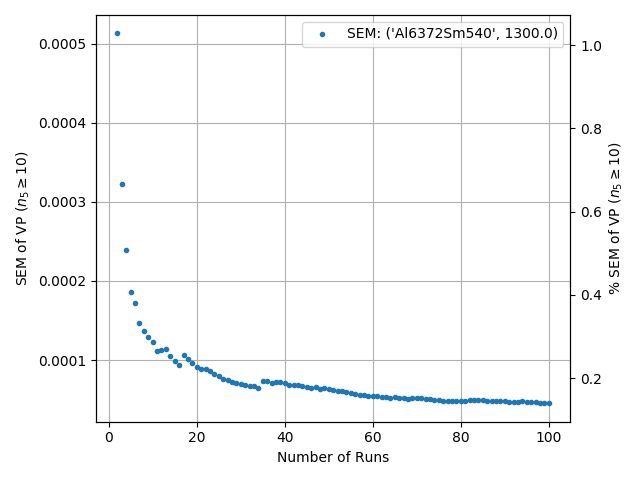 SEM: ('Al6372Sm540', 1300.0)
0.0005
0.0004
0.0003
0.0002
0.0001
1.0
0.8
0.6
0.4
0.2
SEM of VP (n₅ ≥ 10)
% SEM of VP (n₅ ≥ 10)
0 20 40 60 80 100
Number of Runs